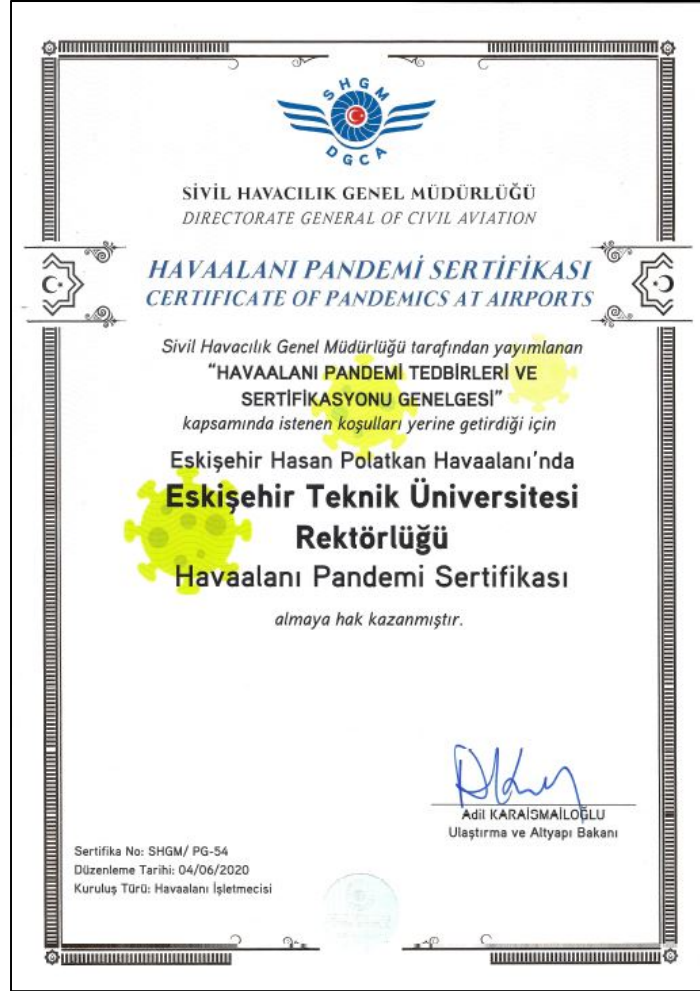 SHGM
DGCA
SİVİL HAVACILIK GENEL MÜDÜRLÜĞÜ
DIRECTORATE GENERAL OF CIVIL AVIATION
HAVAALANI PANDEMİ SERTİFİKASI
CERTIFICATE OF PANDEMICS AT AIRPORTS
Sivil Havacılık Genel Müdürlüğü tarafından yayımlanan
“HAVAALANI PANDEMİ TEDBİRLERİ VE
SERTİFİKASYONU GENELGESİ”
kapsamında istenen koşulları yerine getirdiği için
Eskişehir Hasan Polatkan Havaalanı’nda
Eskişehir Teknik Üniversitesi
Rektörlüğü
Havaalanı Pandemi Sertifikası
almaya hak kazanmıştır.
Adil KARAİSMAİLOĞLU
Ulaştırma ve Altyapı Bakanı
Sertifika No: SHGM/ PG-54
Düzenleme Tarihi: 04/06/2020
Kuruluş Türü: Havaalanı İşletmecisi